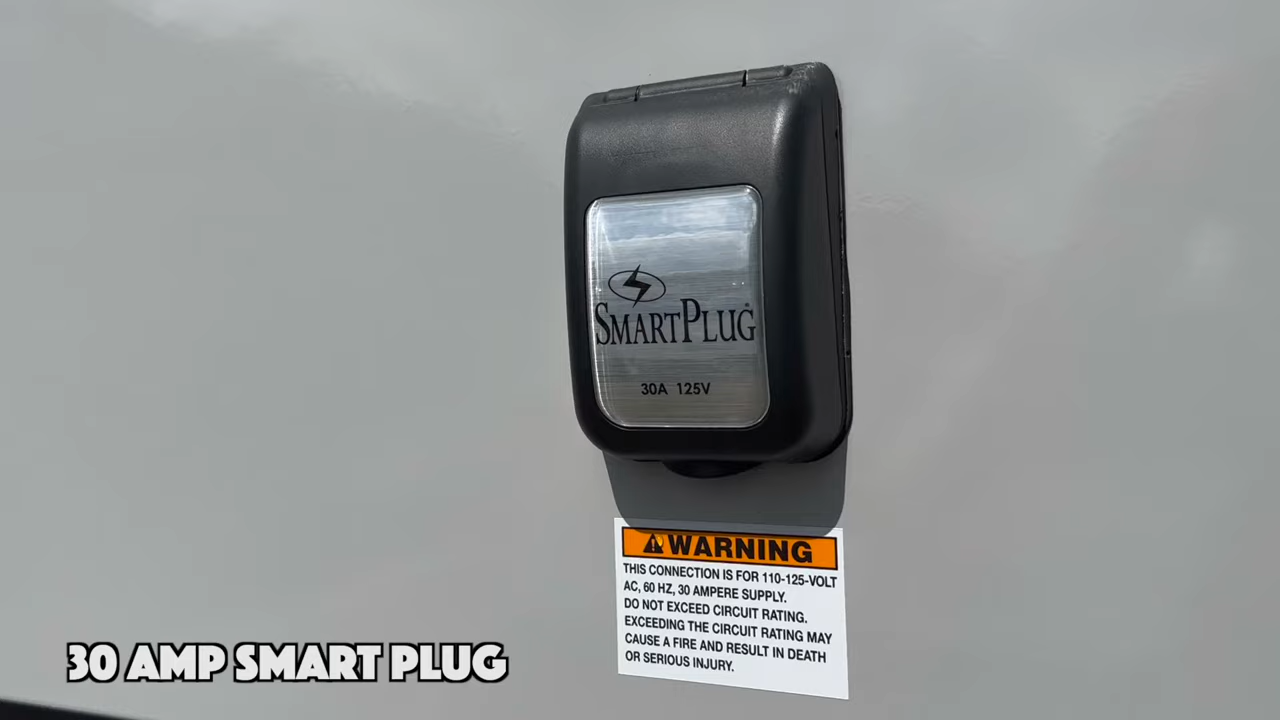 SMARTPLUG
30A 125V
WARNING
THIS CONNECTION IS FOR 110-125-VOLT
AC, 60 HZ, 30 AMPERE SUPPLY.
DO NOT EXCEED CIRCUIT RATING.
EXCEEDING THE CIRCUIT RATING MAY
CAUSE A FIRE AND RESULT IN DEATH
OR SERIOUS INJURY.
30 AMP SMART PLUG